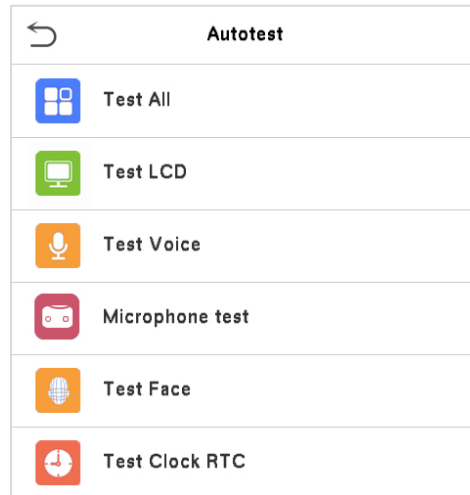 Autotest
Test All
Test LCD
Test Voice
Microphone test
Test Face
Test Clock RTC